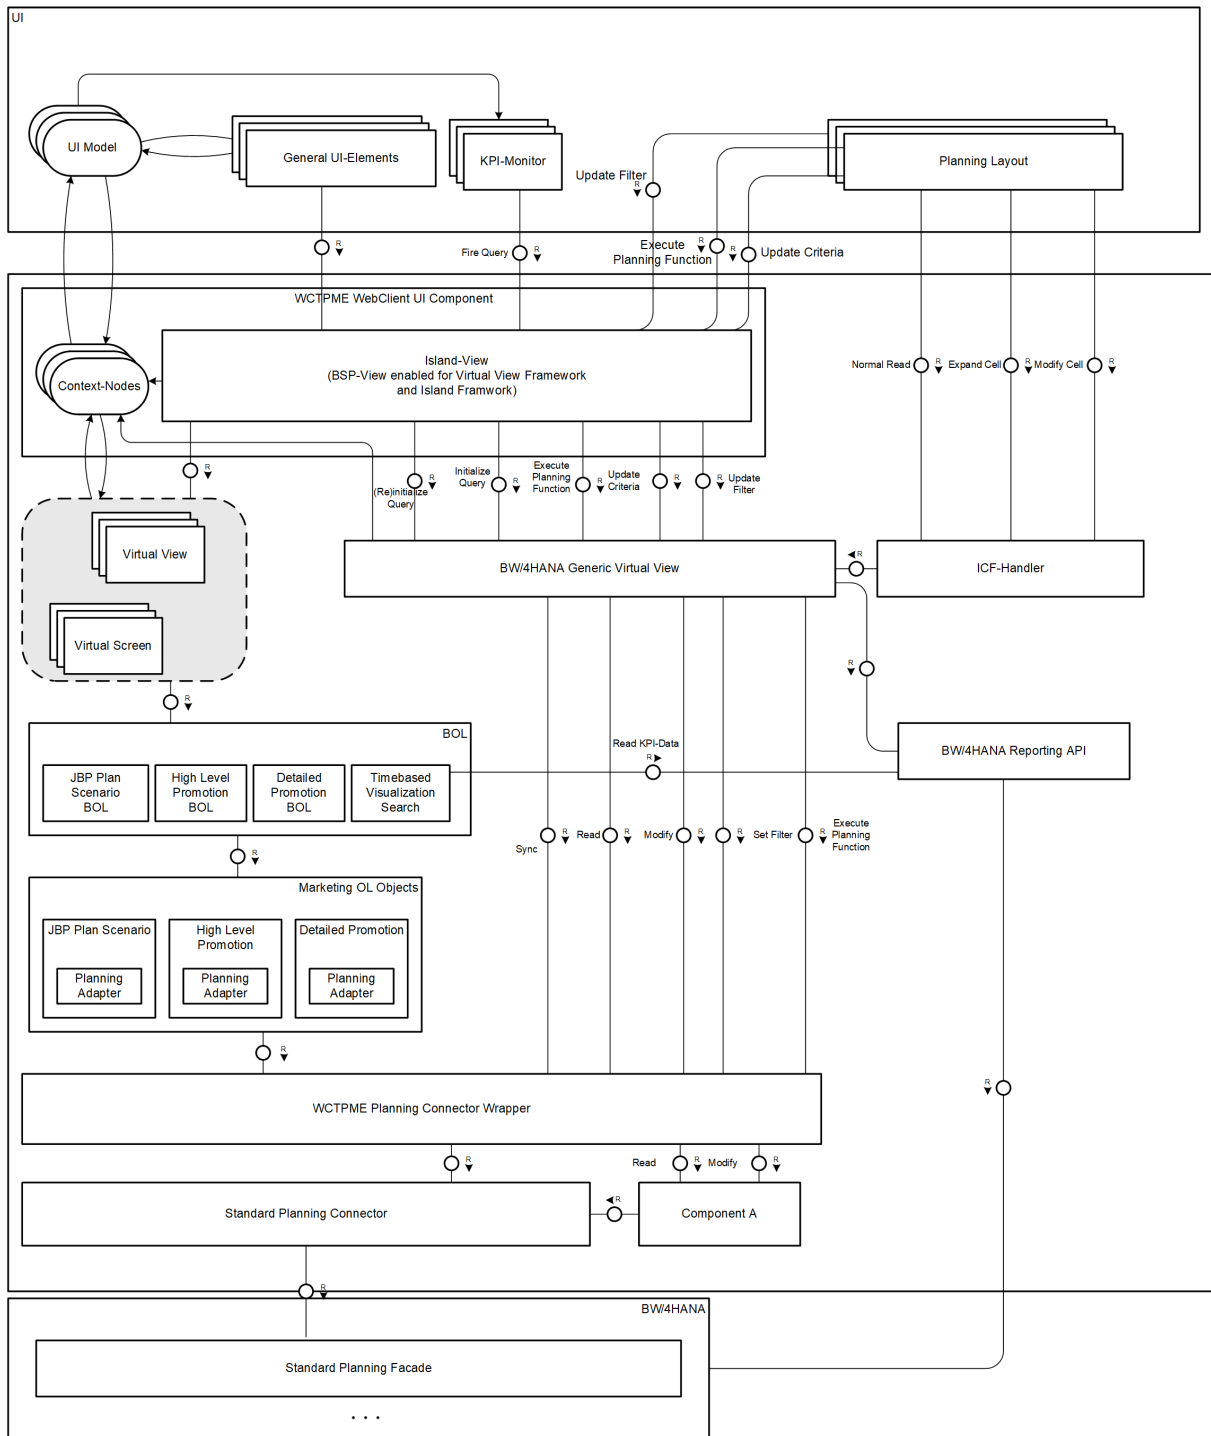 UI
UI Model
General UI-Elements
KPI-Monitor
Planning Layout
Update Filter
R
R
Fire Query
R
Execute
Planning Function
R
R
Update Criteria
WCTPME WebClient UI Component
Island-View
(BSP-View enabled for Virtual View Framework
and Island Framwork)
Context-Nodes
Normal Read
R
Expand Cell
R
Modify Cell
R
R
(Re)initialize
Query
R
Initialize
Query
R
Execute
Planning
Function
R
Update
Criteria
R
R
Update
Filter
Virtual View
Virtual Screen
BW/4HANA Generic Virtual View
R
ICF-Handler
R
R
BOL
JBP Plan
Scenario
BOL
High Level
Promotion
BOL
Detailed
Promotion
BOL
Timebased
Visualization
Search
Read KPI-Data
R
BW/4HANA Reporting API
R
Sync
R
Read
R
Modify
R
R
Set Filter
R
Execute
Planning
Function
Marketing OL Objects
JBP Plan Scenario
Planning
Adapter
High Level
Promotion
Planning
Adapter
Detailed Promotion
Planning
Adapter
R
R
WCTPME Planning Connector Wrapper
R
Read
R
Modify
R
Standard Planning Connector
R
Component A
R
BW/4HANA
Standard Planning Facade
. . .